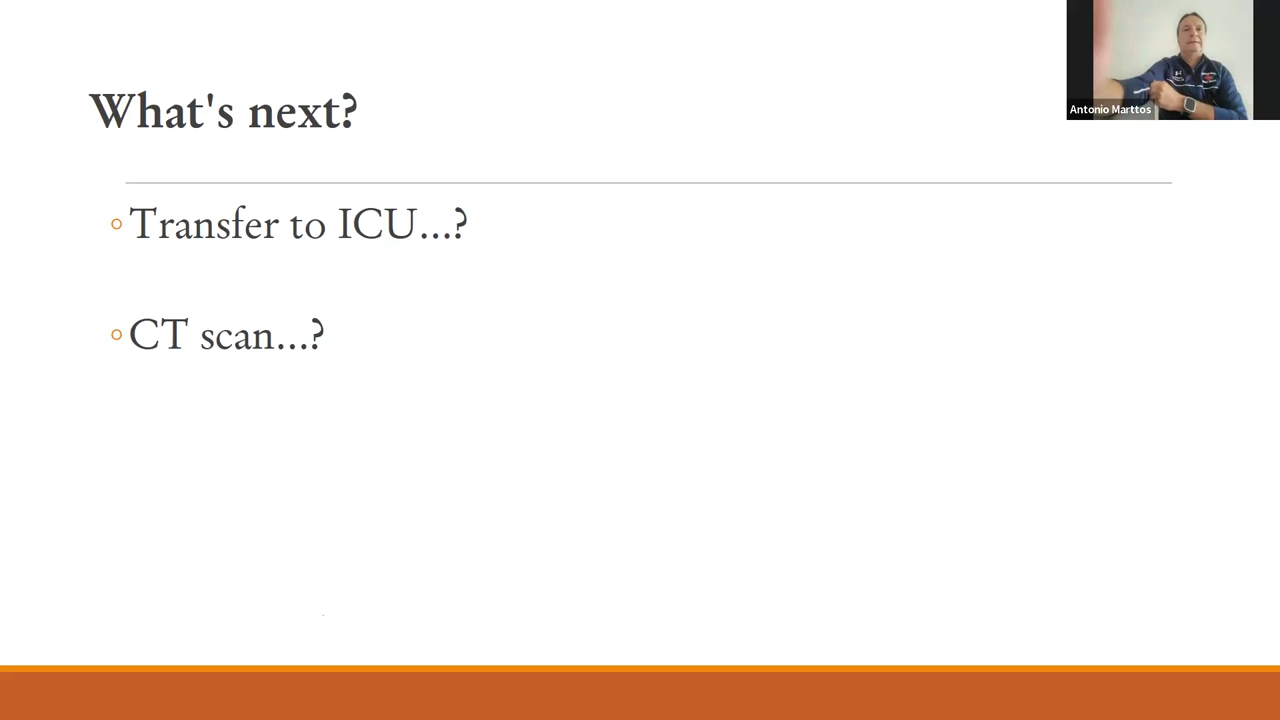 What's next?
Transfer to ICU...?
CT scan...?
Antonio Marttos